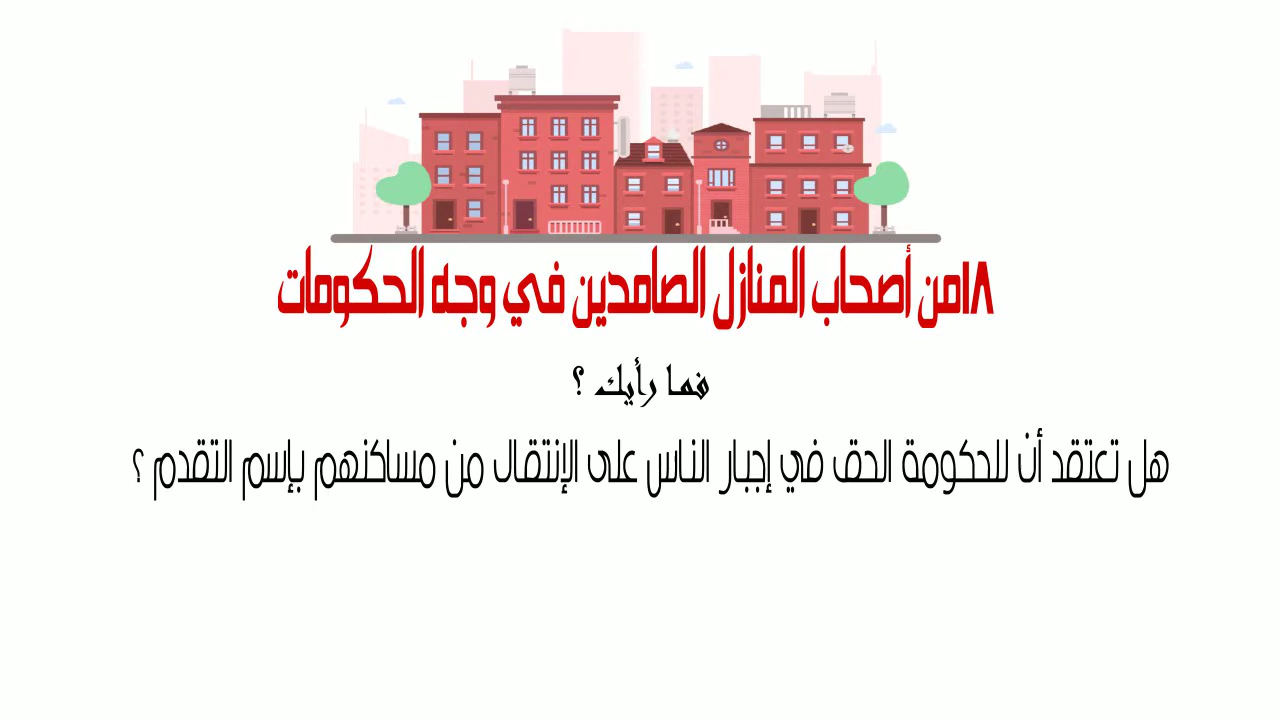 ١٨من أصحاب المنازل الصامدين في وجه الحكومات
فما رأيك ؟
هل تعتقد أن للحكومة الحق في إجبار الناس على الإنتقال من مساكنهم بإسم التقدم ؟